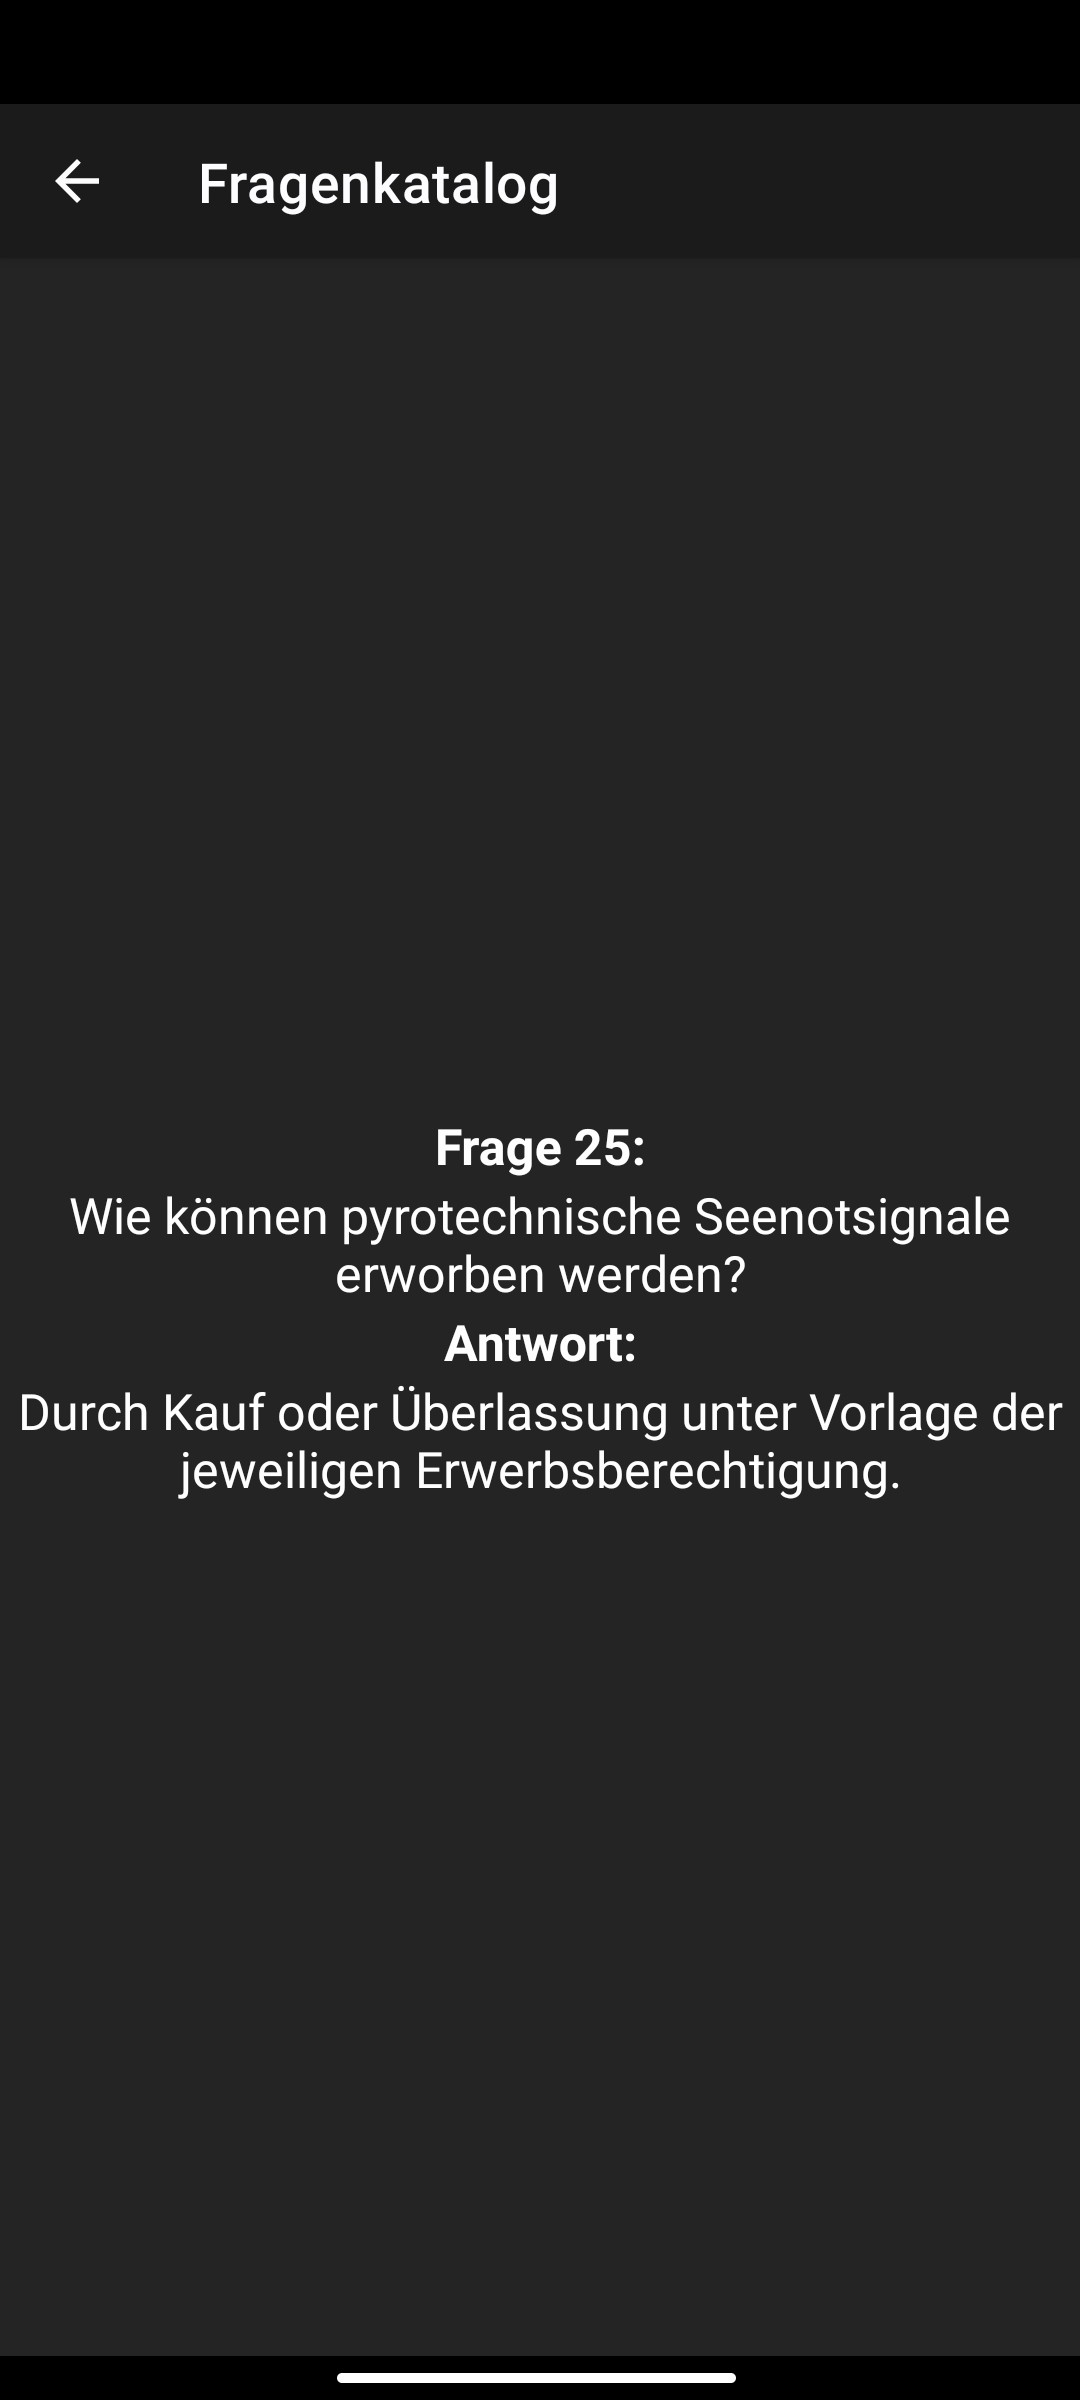 Fragenkatalog
Frage 25:
Wie können pyrotechnische Seenotsignale
erworben werden?
Antwort:
Durch Kauf oder Überlassung unter Vorlage der
jeweiligen Erwerbsberechtigung.